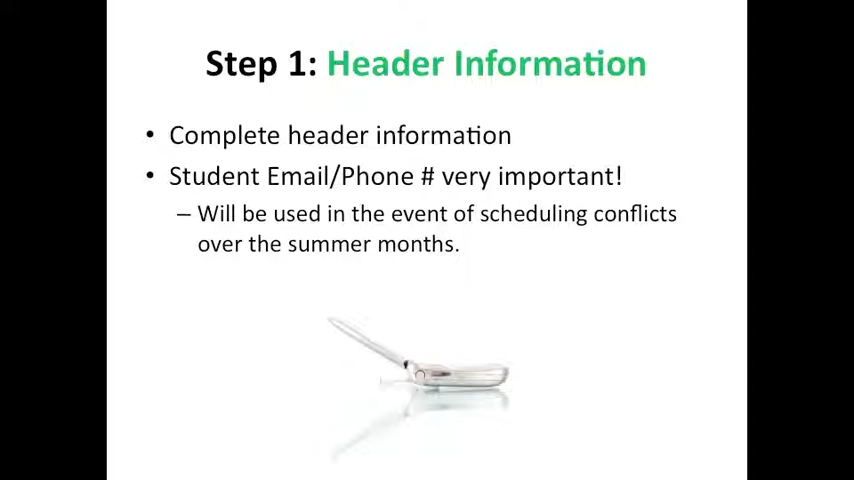 Step 1: Header Information
• Complete header information
• Student Email/Phone # very important!
– Will be used in the event of scheduling conflicts
over the summer months.